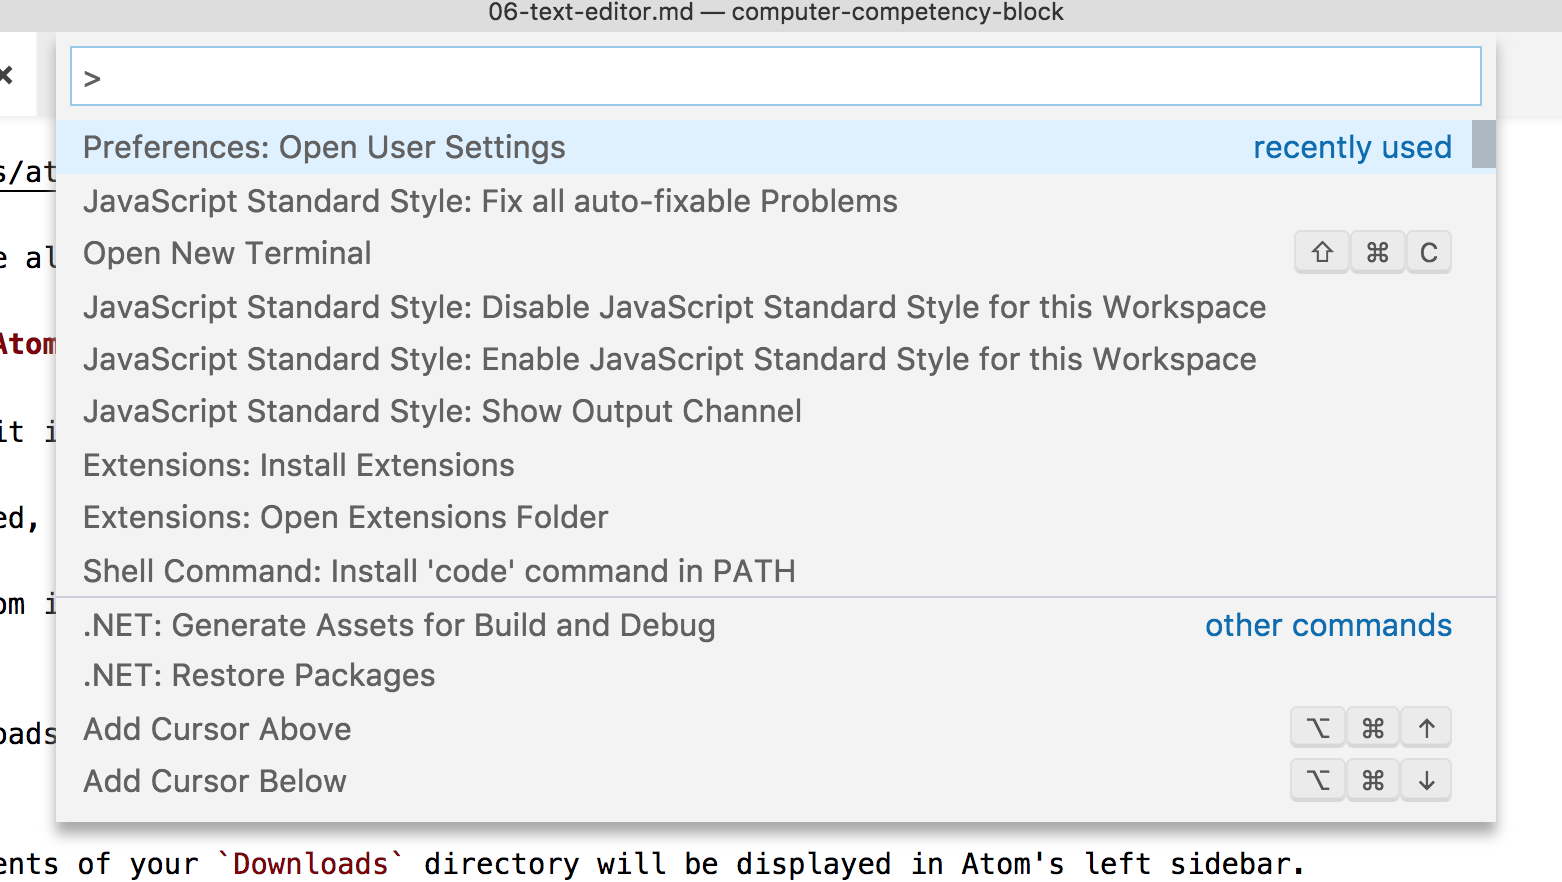 06-text-editor.md — computer-competency-block
>
Preferences: Open User Settings recently used
s/at
JavaScript Standard Style: Fix all auto-fixable Problems
e al
Open New Terminal ⇧ ⌘ C
JavaScript Standard Style: Disable JavaScript Standard Style for this Workspace
Atom
JavaScript Standard Style: Enable JavaScript Standard Style for this Workspace
JavaScript Standard Style: Show Output Channel
it i
Extensions: Install Extensions
Extensions: Open Extensions Folder
ed,
Shell Command: Install 'code' command in PATH
om i
.NET: Generate Assets for Build and Debug other commands
.NET: Restore Packages
Add Cursor Above ⌥ ⌘ ↑
oads
Add Cursor Below ⌥ ⌘ ↓
ents of your `Downloads` directory will be displayed in Atom's left sidebar.